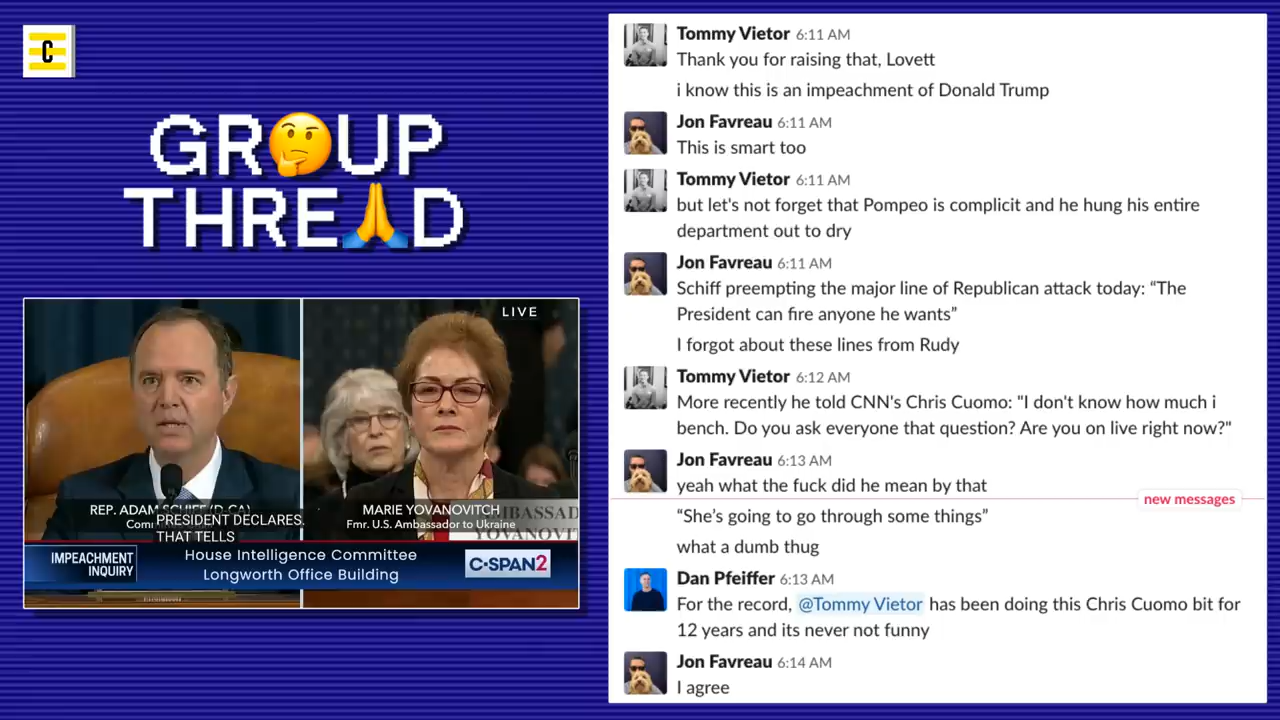 C
GROUP
THREAD
LIVE
REP. ADAM SCHIFF (D-CA)
PRESIDENT DECLARES.
THAT TELLS
MARIE YOVANOVITCH
Fmr. U.S. Ambassador to Ukraine
YOVANOVIT
IMPEACHMENT
INQUIRY
House Intelligence Committee
Longworth Office Building
C-SPAN2
Tommy Vietor 6:11 AM
Thank you for raising that, Lovett
i know this is an impeachment of Donald Trump
Jon Favreau 6:11 AM
This is smart too
Tommy Vietor 6:11 AM
but let's not forget that Pompeo is complicit and he hung his entire
department out to dry
Jon Favreau 6:11 AM
Schiff preempting the major line of Republican attack today: “The
President can fire anyone he wants”
I forgot about these lines from Rudy
Tommy Vietor 6:12 AM
More recently he told CNN's Chris Cuomo: "I don't know how much i
bench. Do you ask everyone that question? Are you on live right now?"
Jon Favreau 6:13 AM
yeah what the fuck did he mean by that
new messages
“She’s going to go through some things”
what a dumb thug
Dan Pfeiffer 6:13 AM
For the record, @Tommy Vietor has been doing this Chris Cuomo bit for
12 years and its never not funny
Jon Favreau 6:14 AM
I agree